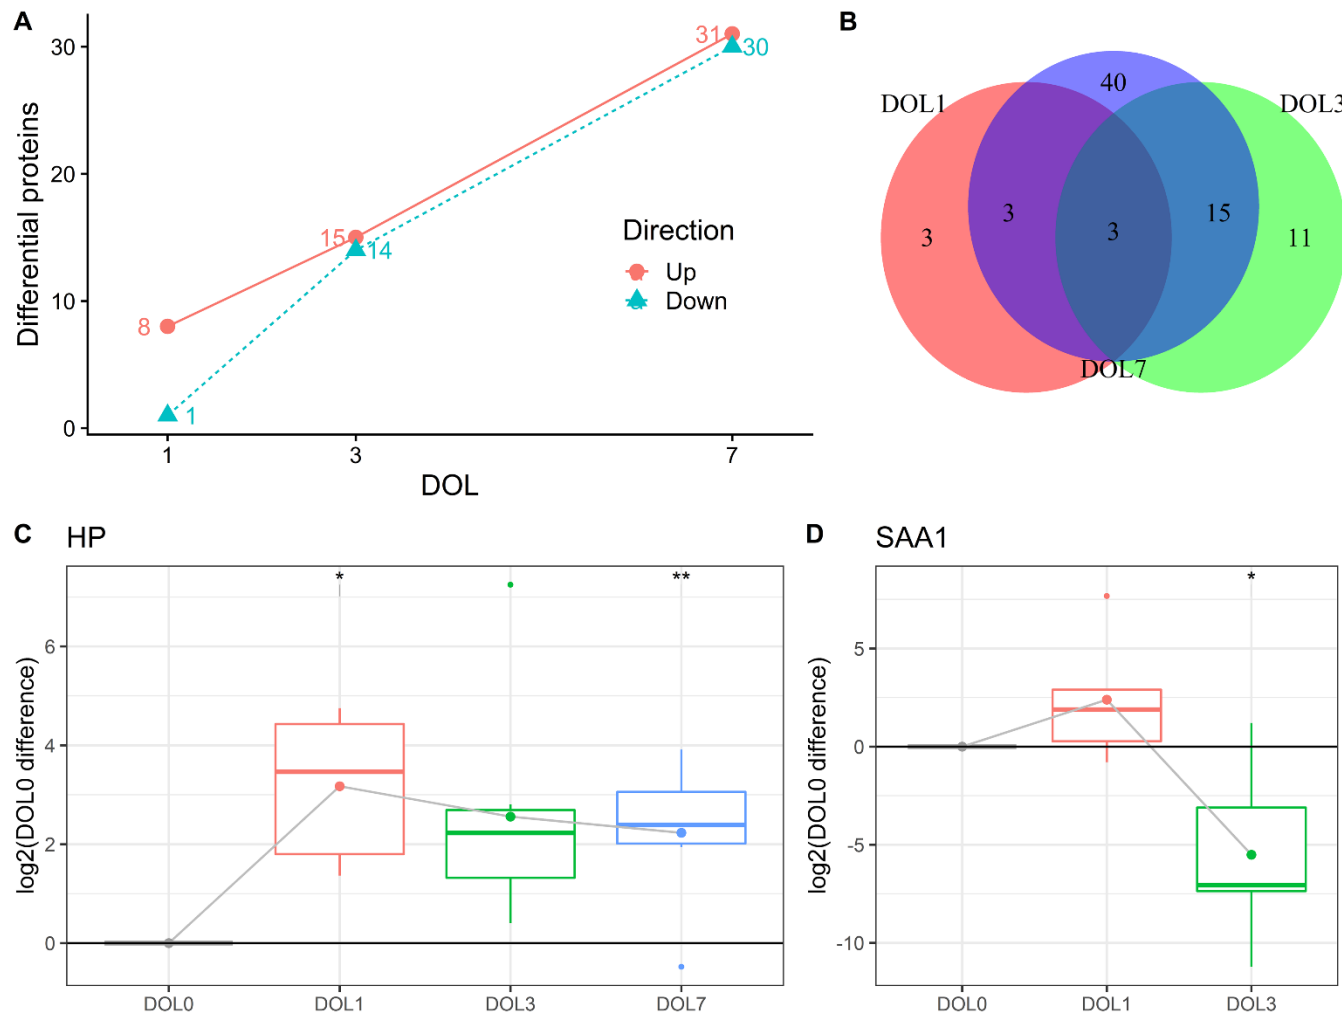 A
Differential proteins
30
20
10
0
1
3
7
DOL
8
1
15
14
31
30
Direction
Up
Down
B
DOL1
40
DOL3
3
3
3
15
11
DOL7
C HP
log2(DOL0 difference)
6
4
2
0
*
**
DOL0 DOL1 DOL3 DOL7
D SAA1
log2(DOL0 difference)
5
0
-5
-10
*
DOL0 DOL1 DOL3